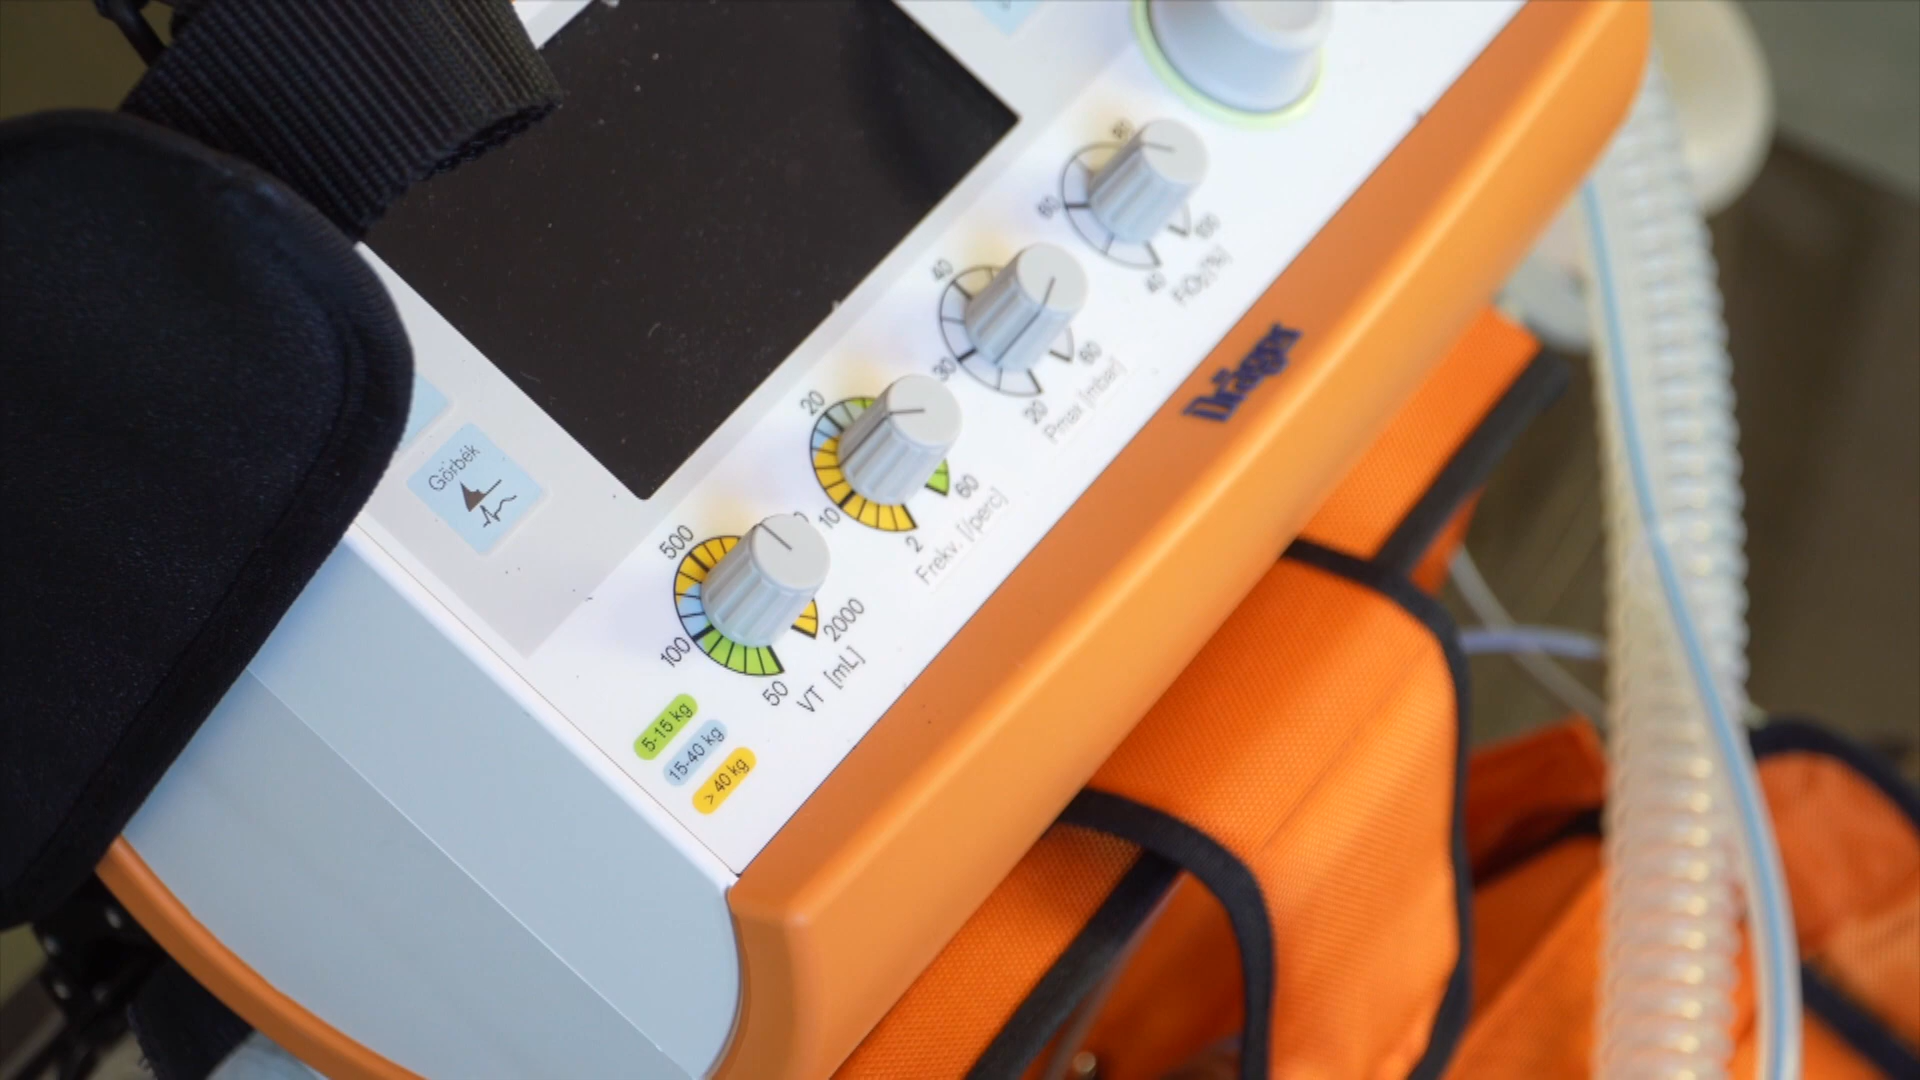 Görbék
500
100
50
2000
VT [mL]
5-15 kg
15-40 kg
> 40 kg
20
10
2
60
Frekv. [/perc]
40
30
20
60
Pmax [mbar]
80
60
40
100
FiO₂[%]
Dräger